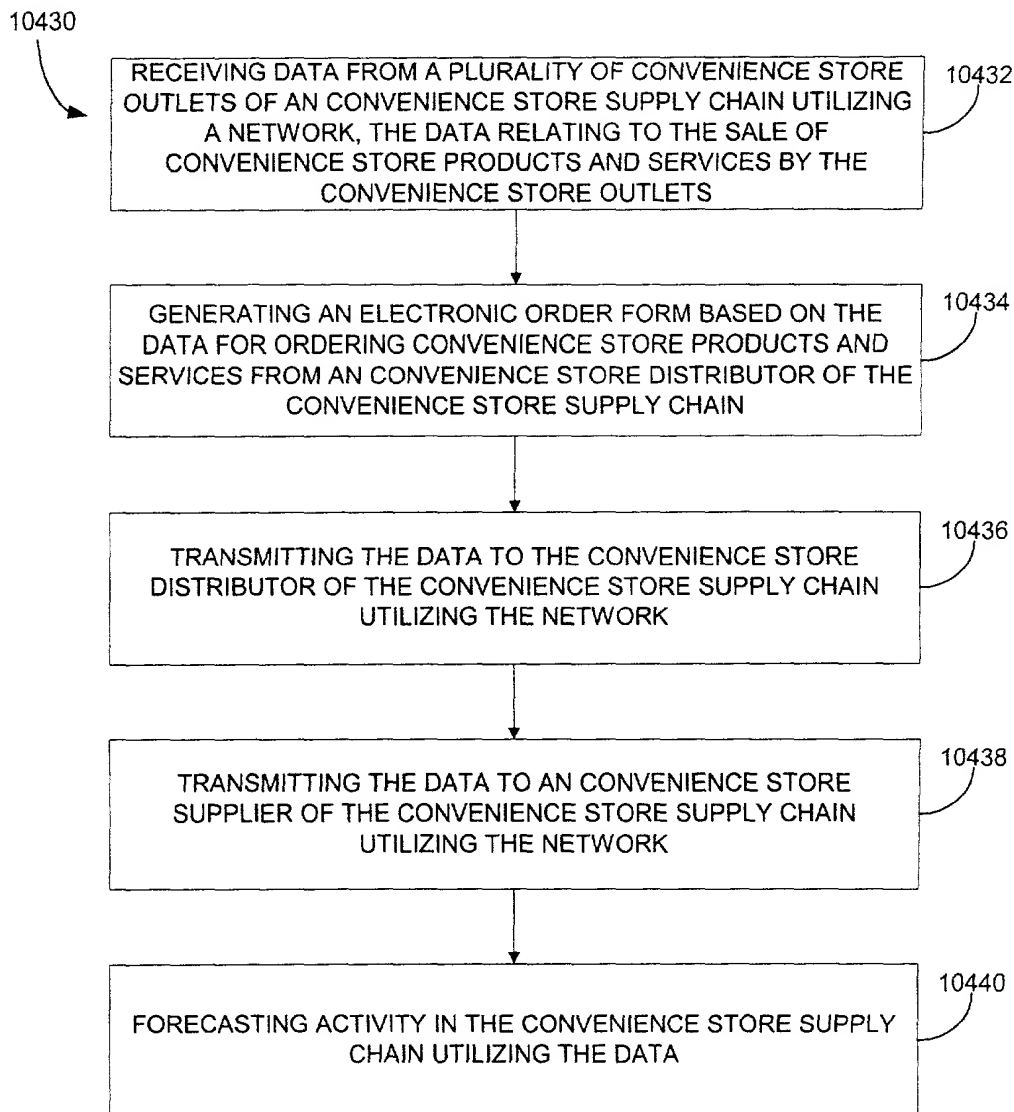 10430
RECEIVING DATA FROM A PLURALITY OF CONVENIENCE STORE
OUTLETS OF AN CONVENIENCE STORE SUPPLY CHAIN UTILIZING
A NETWORK, THE DATA RELATING TO THE SALE OF
CONVENIENCE STORE PRODUCTS AND SERVICES BY THE
CONVENIENCE STORE OUTLETS
10432
GENERATING AN ELECTRONIC ORDER FORM BASED ON THE
DATA FOR ORDERING CONVENIENCE STORE PRODUCTS AND
SERVICES FROM AN CONVENIENCE STORE DISTRIBUTOR OF THE
CONVENIENCE STORE SUPPLY CHAIN
10434
TRANSMITTING THE DATA TO THE CONVENIENCE STORE
DISTRIBUTOR OF THE CONVENIENCE STORE SUPPLY CHAIN
UTILIZING THE NETWORK
10436
TRANSMITTING THE DATA TO AN CONVENIENCE STORE
SUPPLIER OF THE CONVENIENCE STORE SUPPLY CHAIN
UTILIZING THE NETWORK
10438
FORECASTING ACTIVITY IN THE CONVENIENCE STORE SUPPLY
CHAIN UTILIZING THE DATA
10440